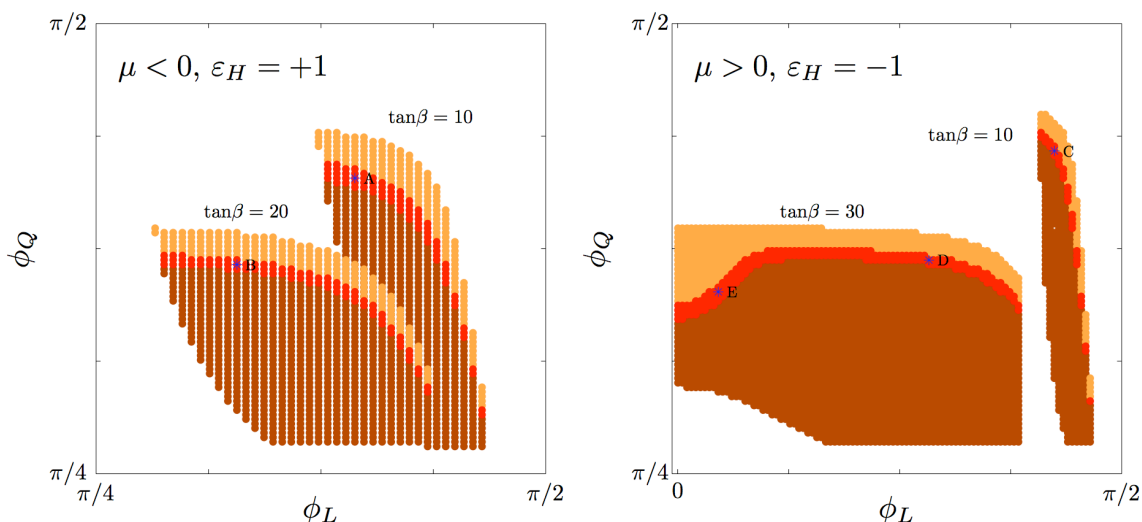 π/2
μ < 0, ε_H = +1
tanβ = 10
A
tanβ = 20
B
ϕ_Q
π/4
π/4
ϕ_L
π/2
π/2
μ > 0, ε_H = −1
tanβ = 10
C
tanβ = 30
D
E
ϕ_Q
π/4
0
ϕ_L
π/2